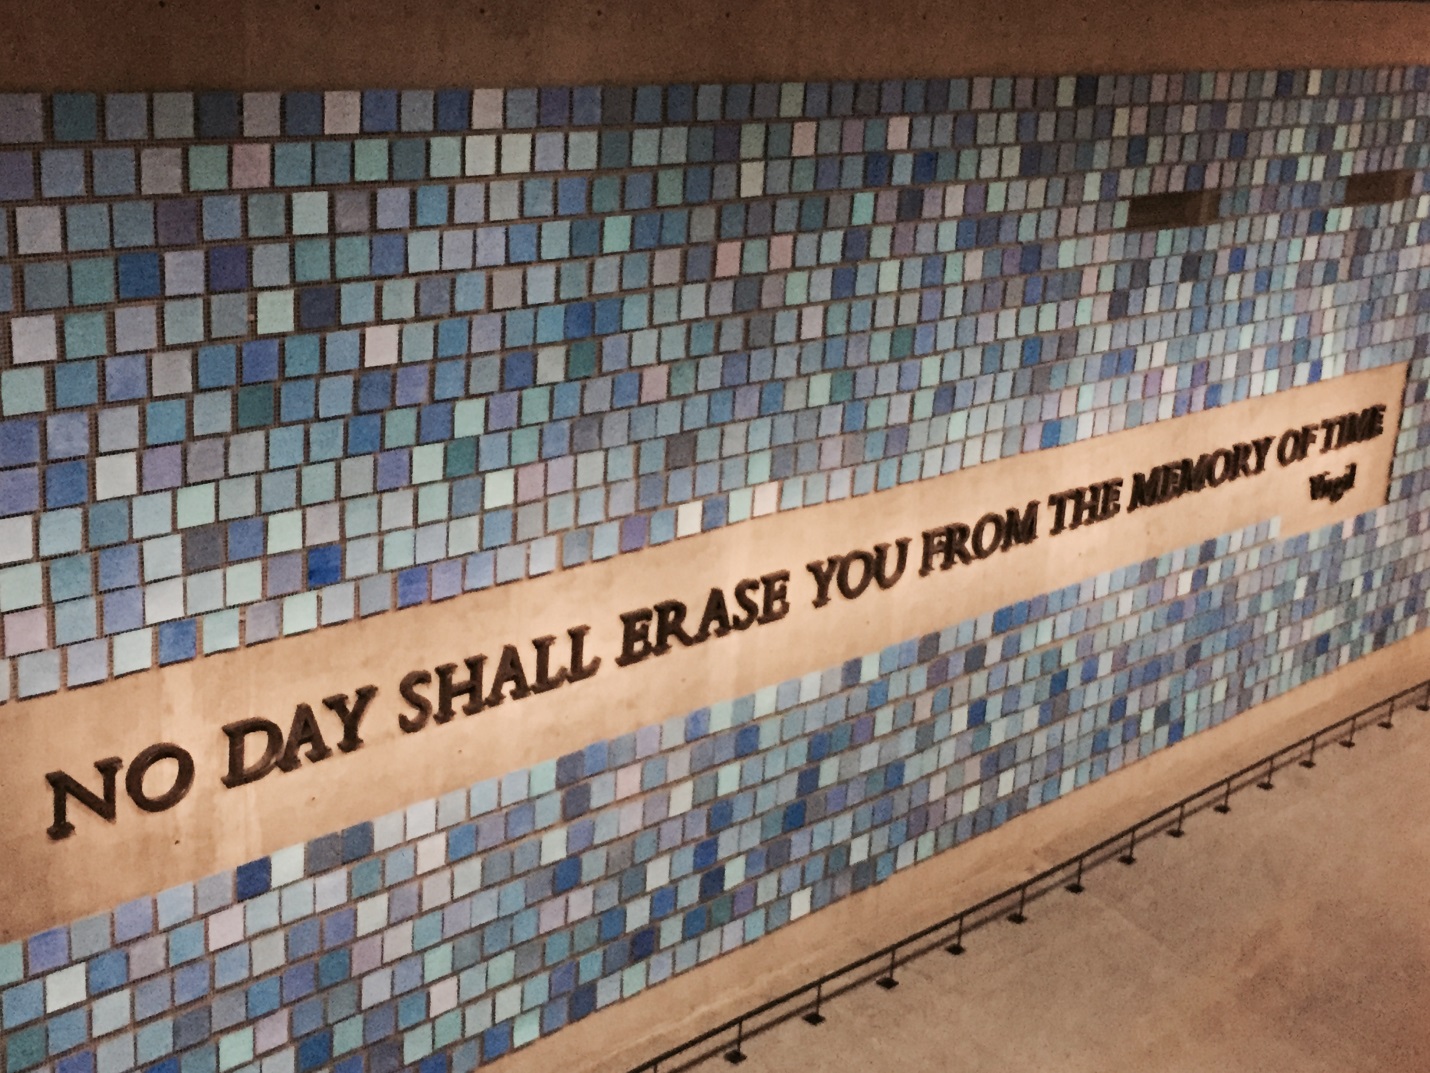 NO DAY SHALL ERASE YOU FROM THE MEMORY OF TIME
Virgil